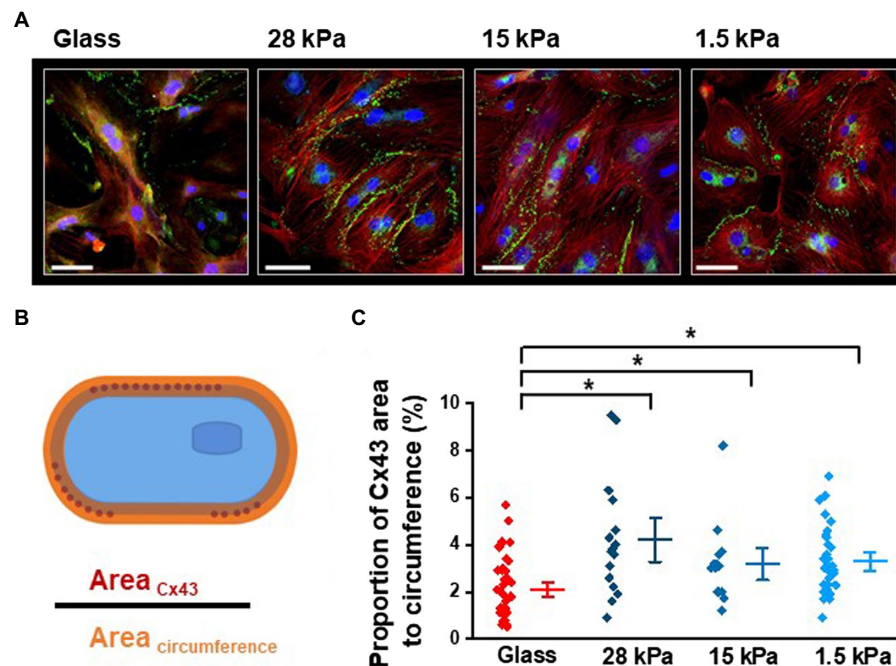 A
Glass 28 kPa 15 kPa 1.5 kPa
B
Area Cx43
Area circumference
C
Proportion of Cx43 area
to circumference (%)
* 
*
*
10
8
6
4
2
0
Glass 28 kPa 15 kPa 1.5 kPa